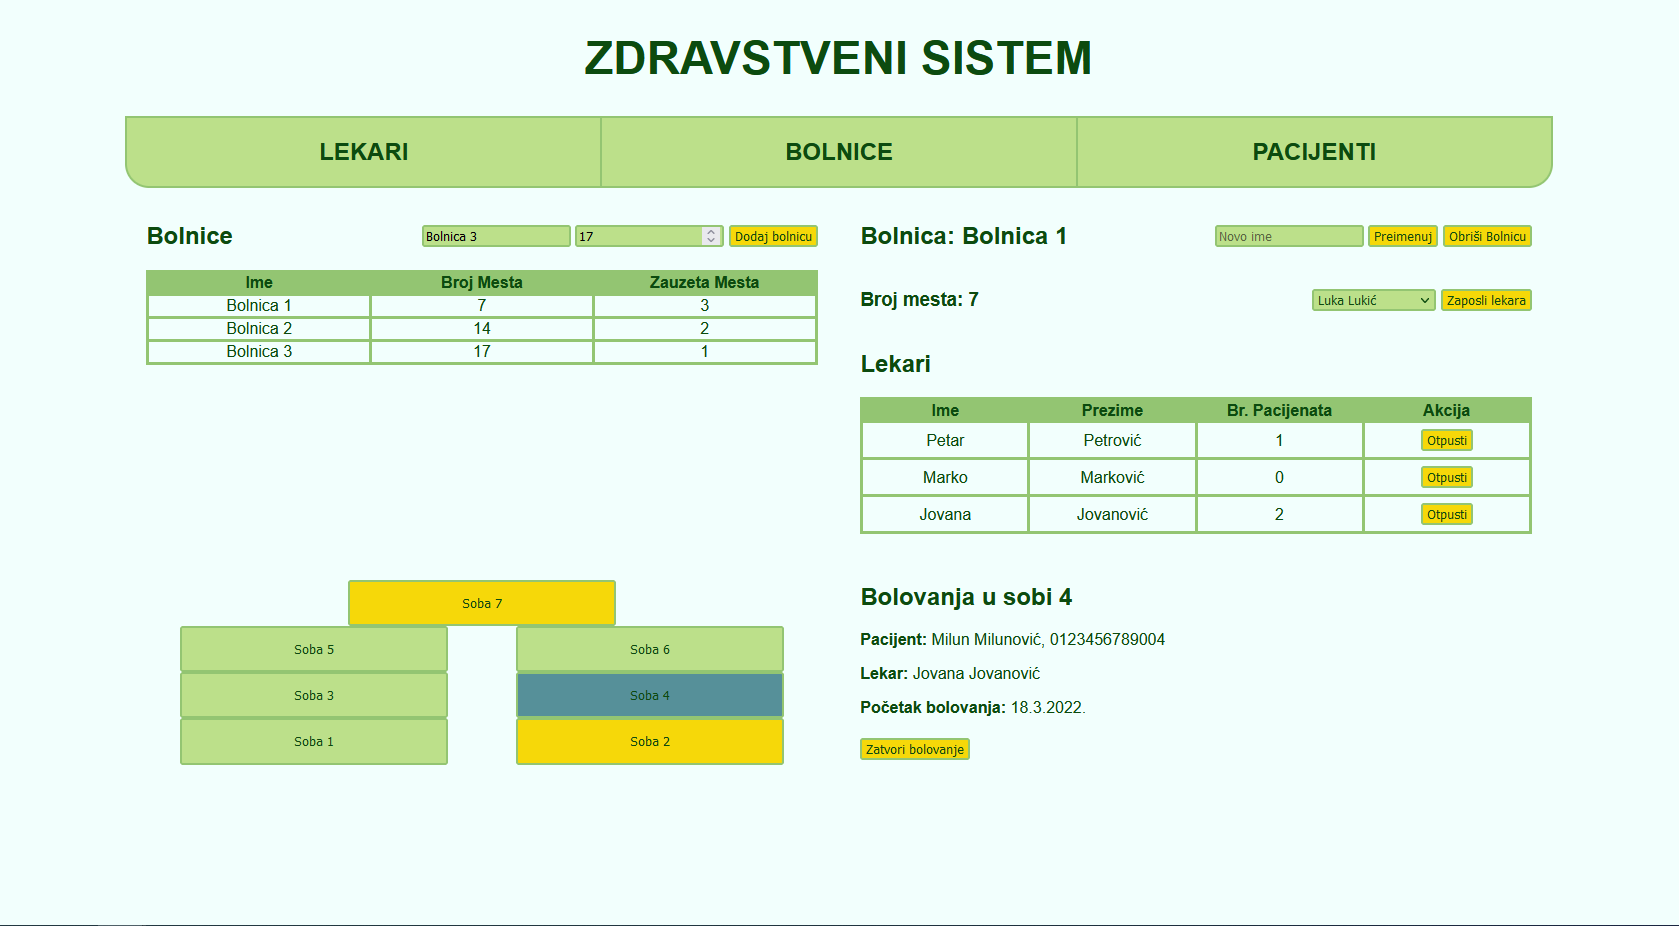 ZDRAVSTVENI SISTEM
LEKARI BOLNICE PACIJENTI
Bolnice Bolnica 3 17 Dodaj bolnicu
Ime Broj Mesta Zauzeta Mesta
Bolnica 1 7 3
Bolnica 2 14 2
Bolnica 3 17 1
Bolnica: Bolnica 1 Novo ime Preimenuj Obriši Bolnicu
Broj mesta: 7 Luka Lukić Zaposli lekara
Lekari
Ime Prezime Br. Pacijenata Akcija
Petar Petrović 1 Otpusti
Marko Marković 0 Otpusti
Jovana Jovanović 2 Otpusti
Soba 7
Soba 5 Soba 6
Soba 3 Soba 4
Soba 1 Soba 2
Bolovanja u sobi 4
Pacijent: Milun Milunović, 0123456789004
Lekar: Jovana Jovanović
Početak bolovanja: 18.3.2022.
Zatvori bolovanje